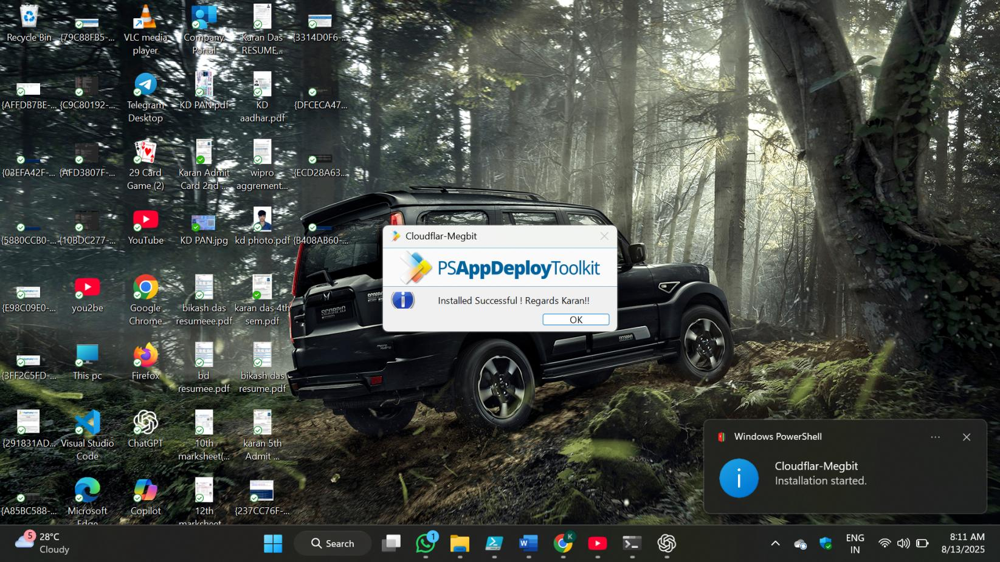 Recycle Bin
{79C88FB5-...
VLC media
player
Company
Portal
Karan Das
RESUME...
{3314D0F6-...
{AFFDB7BE-...
{C9C80192-...
Telegram
Desktop
KD PAN.pdf
KD
aadhar.pdf
{DFCECA47...
{03EFA42F-...
{AFD3807F-...
29 Card
Game (2)
Karan Admit
Card 2nd ...
wipro
aggrement...
{ECD28A63...
{5880CCB0-...
{10BDC277-...
YouTube
KD PAN.jpg
kd photo.pdf
{B408AB60-...
{E98C09E0-...
you2be
Google
Chrome
bikash das
resumeee.pdf
karan das 4th
sem.pdf
{3FF2C5FD-...
This pc
Firefox
bd
resumee.pdf
bikash das
resume.pdf
{291831AD...
Visual Studio
Code
ChatGPT
10th
marksheet(...
karan 5th
Admit ...
{A85BC588-...
Microsoft
Edge
Copilot
12th
marksheet
{237CC76F-...
Cloudflar-Megbit
PSAppDeployToolkit
Installed Successful ! Regards Karan!!
OK
SCORPIO
SCORPIO
Windows PowerShell
Cloudflar-Megbit
Installation started.
5
28°C
Cloudy
Search
1
K
ENG
IN
8:11 AM
8/13/2025